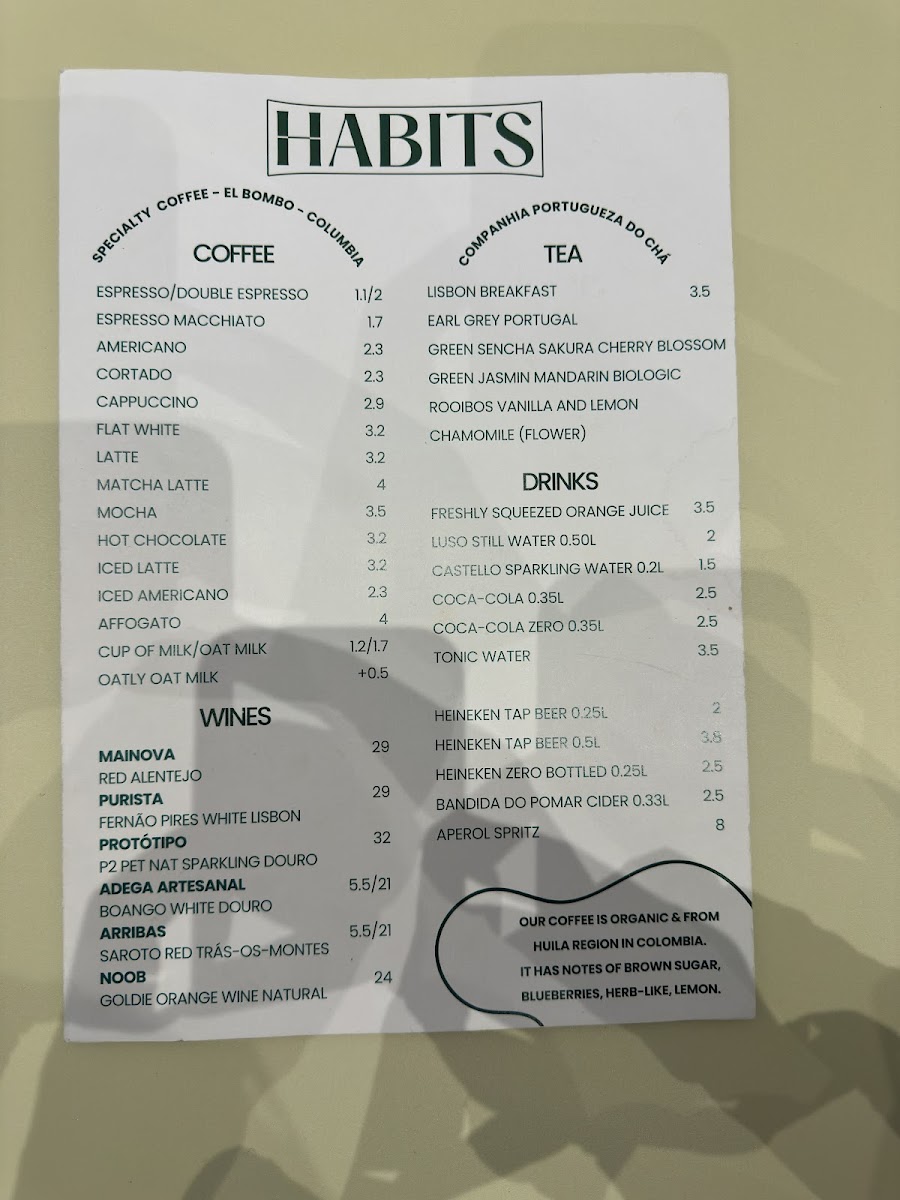 HABITS
SPECIALTY COFFEE - EL BOMBO - COLUMBIA
COFFEE
ESPRESSO/DOUBLE ESPRESSO 1.1/2
ESPRESSO MACCHIATO 1.7
AMERICANO 2.3
CORTADO 2.3
CAPPUCCINO 2.9
FLAT WHITE 3.2
LATTE 3.2
MATCHA LATTE 4
MOCHA 3.5
HOT CHOCOLATE 3.2
ICED LATTE 3.2
ICED AMERICANO 2.3
AFFOGATO 4
CUP OF MILK/OAT MILK 1.2/1.7
OATLY OAT MILK +0.5
WINES
MAINOVA 29
RED ALENTEJO
PURISTA 29
FERNÃO PIRES WHITE LISBON
PROTÓTIPO 32
P2 PET NAT SPARKLING DOURO
ADEGA ARTESANAL 5.5/21
BOANGO WHITE DOURO
ARRIBAS 5.5/21
SAROTO RED TRÁS-OS-MONTES
NOOB 24
GOLDIE ORANGE WINE NATURAL
COMPANHIA PORTUGUEZA DO CHÁ
TEA
LISBON BREAKFAST 3,5
EARL GREY PORTUGAL
GREEN SENCHA SAKURA CHERRY BLOSSOM
GREEN JASMIN MANDARIN BIOLOGIC
ROOIBOS VANILLA AND LEMON
CHAMOMILE (FLOWER)
DRINKS
FRESHLY SQUEEZED ORANGE JUICE 3.5
LUSO STILL WATER 0.50L 2
CASTELLO SPARKLING WATER 0.2L 1.5
COCA-COLA 0.35L 2.5
COCA-COLA ZERO 0.35L 2.5
TONIC WATER 3.5
HEINEKEN TAP BEER 0.25L 2
HEINEKEN TAP BEER 0.5L 3.8
HEINEKEN ZERO BOTTLED 0.25L 2.5
BANDIDA DO POMAR CIDER 0.33L 2.5
APEROL SPRITZ 8
OUR COFFEE IS ORGANIC & FROM
HUILA REGION IN COLOMBIA.
IT HAS NOTES OF BROWN SUGAR,
BLUEBERRIES, HERB-LIKE, LEMON.